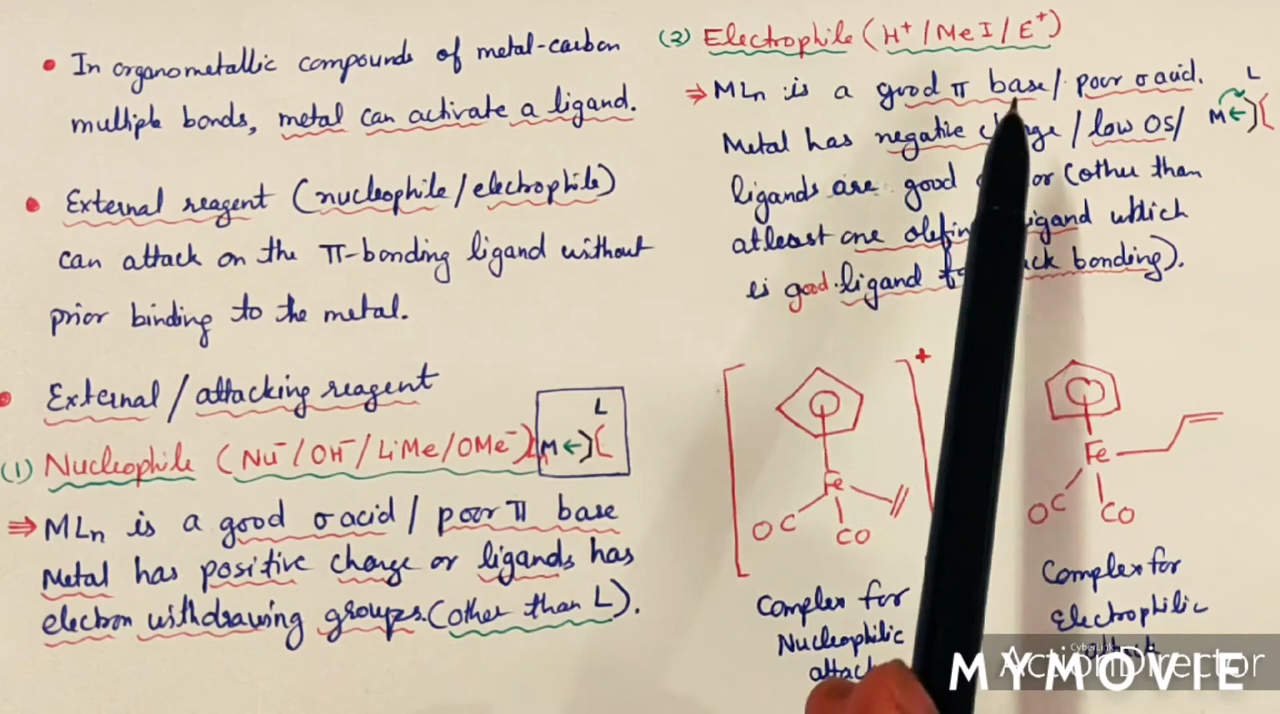 • In organometallic compounds of metal-carbon
multiple bonds, metal can activate a ligand.
• External reagent (nucleophile/electrophile)
can attack on the π-bonding ligand without
prior binding to the metal.
• External / attacking reagent
(1) Nucleophile (Nu⁻/OH⁻/LiMe/OMe⁻)
L
M ←
⇒ MLn is a good σ acid / poor π base
Metal has positive charge or ligands has
electron withdrawing groups. (other than L).
(2) Electrophile (H⁺/MeI/E⁺)
⇒ MLn is a good π base / poor σ acid.
L
M ←
Metal has negative / low OS/
ligands are good (other than
atleast one ligand which
is good ligand bonding).
+
Fe
OC
CO
Complex for
Nucleophilic
Fe
OC
CO
Complex for
Electrophilic
CyberLink
ActionDirector
MYMOVIE